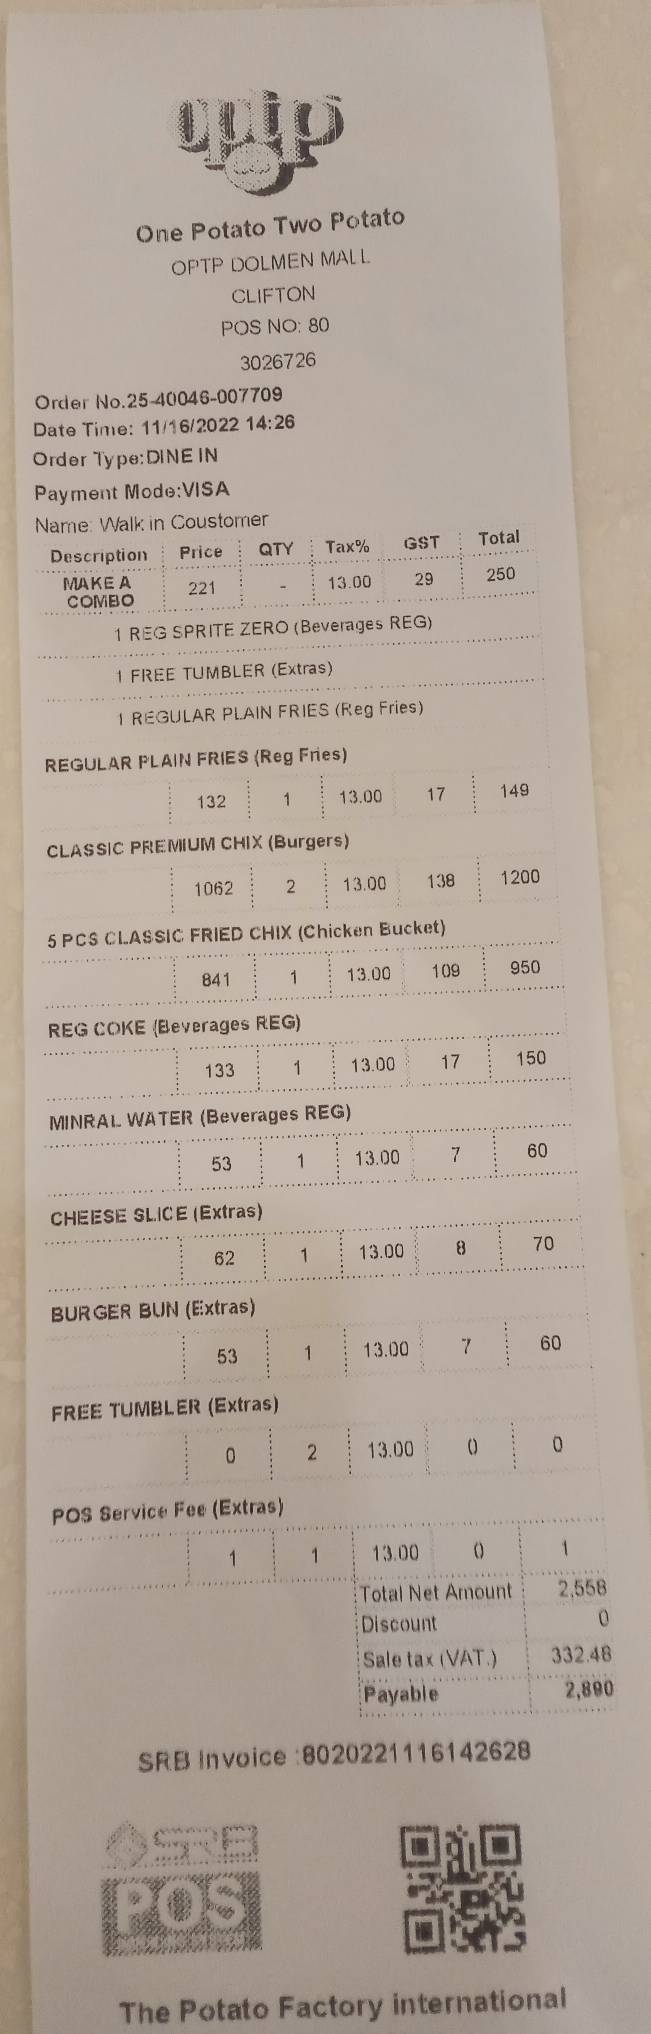 optp
One Potato Two Potato
OPTP DOLMEN MALL
CLIFTON
POS NO: 80
3026726
Order No.25-40046-007709
Date Time: 11/16/2022 14:26
Order Type:DINE IN
Payment Mode:VISA
Name: Walk in Coustomer
Description Price QTY Tax% GST Total
MAKE A COMBO 221 - 13.00 29 250
1 REG SPRITE ZERO (Beverages REG)
1 FREE TUMBLER (Extras)
1 REGULAR PLAIN FRIES (Reg Fries)
REGULAR PLAIN FRIES (Reg Fries)
132 1 13.00 17 149
CLASSIC PREMIUM CHIX (Burgers)
1062 2 13.00 138 1200
5 PCS CLASSIC FRIED CHIX (Chicken Bucket)
841 1 13.00 109 950
REG COKE (Beverages REG)
133 1 13.00 17 150
MINRAL WATER (Beverages REG)
53 1 13.00 7 60
CHEESE SLICE (Extras)
62 1 13.00 8 70
BURGER BUN (Extras)
53 1 13.00 7 60
FREE TUMBLER (Extras)
0 2 13.00 0 0
POS Service Fee (Extras)
1 1 13.00 0 1
Total Net Amount 2,558
Discount 0
Sale tax (VAT.) 332.48
Payable 2,890
SRB Invoice :8020221116142628
SRB
POS
The Potato Factory international